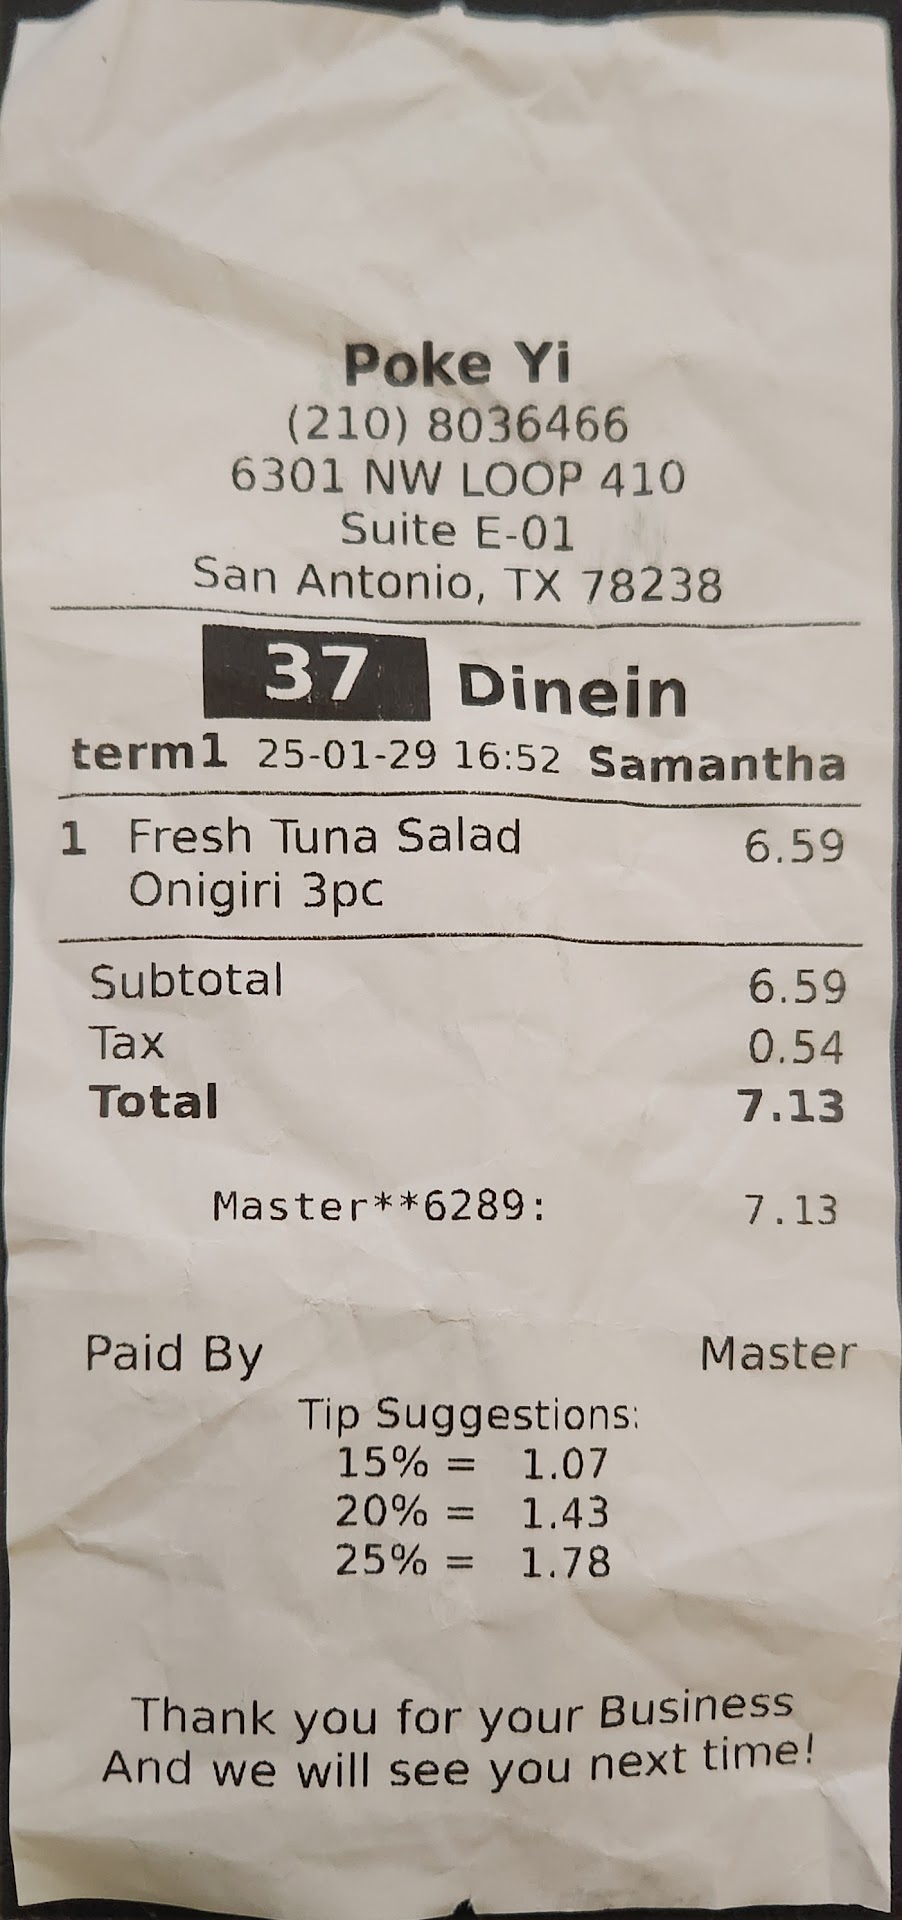 Poke Yi
(210) 8036466
6301 NW LOOP 410
Suite E-01
San Antonio, TX 78238
37 Dinein
term1 25-01-29 16:52 Samantha
1 Fresh Tuna Salad 6.59
Onigiri 3pc
Subtotal 6.59
Tax 0.54
Total 7.13
Master**6289: 7.13
Paid By Master
Tip Suggestions:
15% = 1.07
20% = 1.43
25% = 1.78
Thank you for your Business
And we will see you next time!